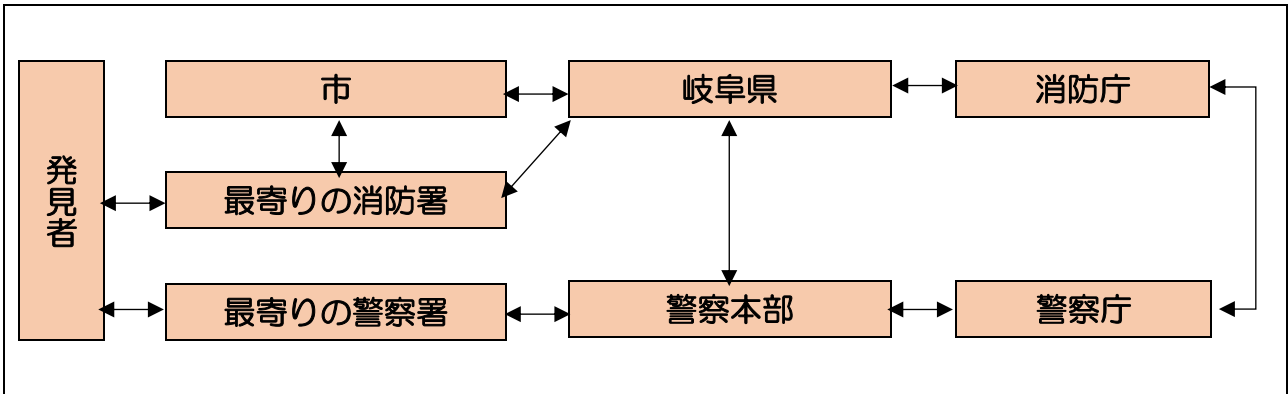 発見者
市
岐阜県
消防庁
最寄りの消防署
最寄りの警察署
警察本部
警察庁